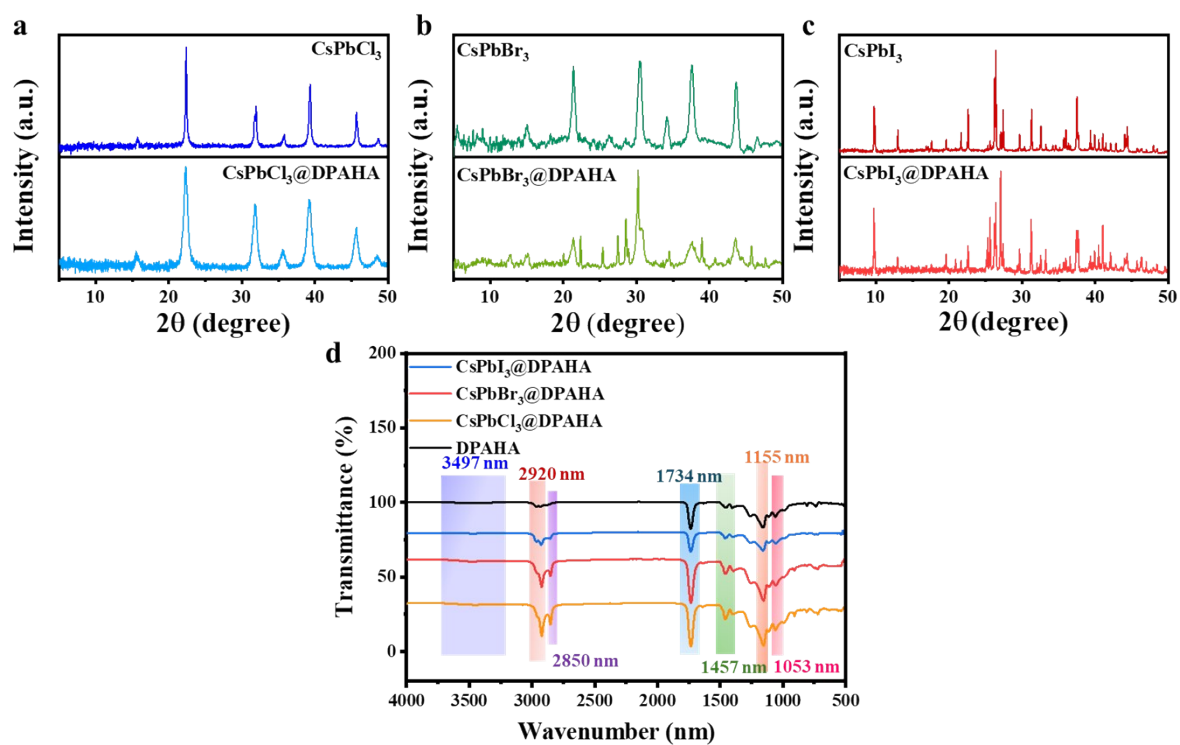 a
b
c
CsPbCl₃
CsPbCl₃@DPAHA
Intensity (a.u.)
10 20 30 40 50
2θ (degree)
CsPbBr₃
CsPbBr₃@DPAHA
Intensity (a.u.)
10 20 30 40 50
2θ (degree)
CsPbI₃
CsPbI₃@DPAHA
Intensity (a.u.)
10 20 30 40 50
2θ (degree)
d
CsPbI₃@DPAHA
CsPbBr₃@DPAHA
CsPbCl₃@DPAHA
DPAHA
3497 nm
2920 nm
1734 nm
1155 nm
2850 nm
1457 nm
1053 nm
Transmittance (%)
200
150
100
50
0
4000 3500 3000 2500 2000 1500 1000 500
Wavenumber (nm)